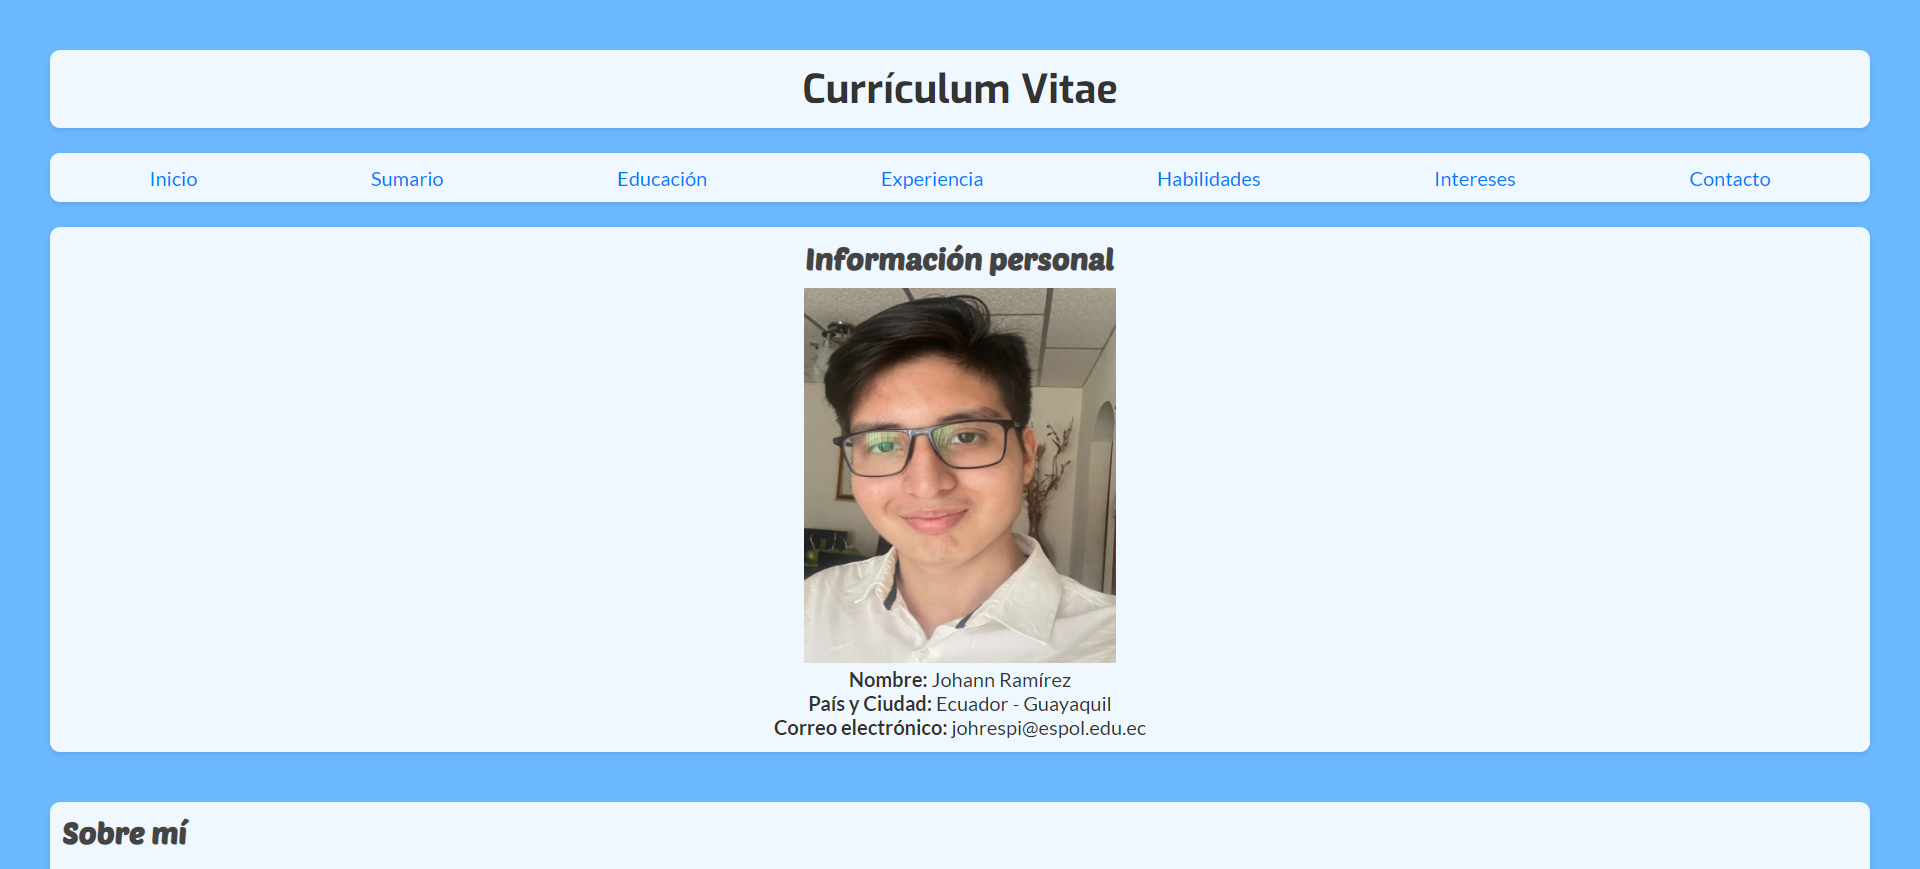 Currículum Vitae
Inicio Sumario Educación Experiencia Habilidades Intereses Contacto
Información personal
Nombre: Johann Ramírez
País y Ciudad: Ecuador - Guayaquil
Correo electrónico: johrespi@espol.edu.ec
Sobre mí